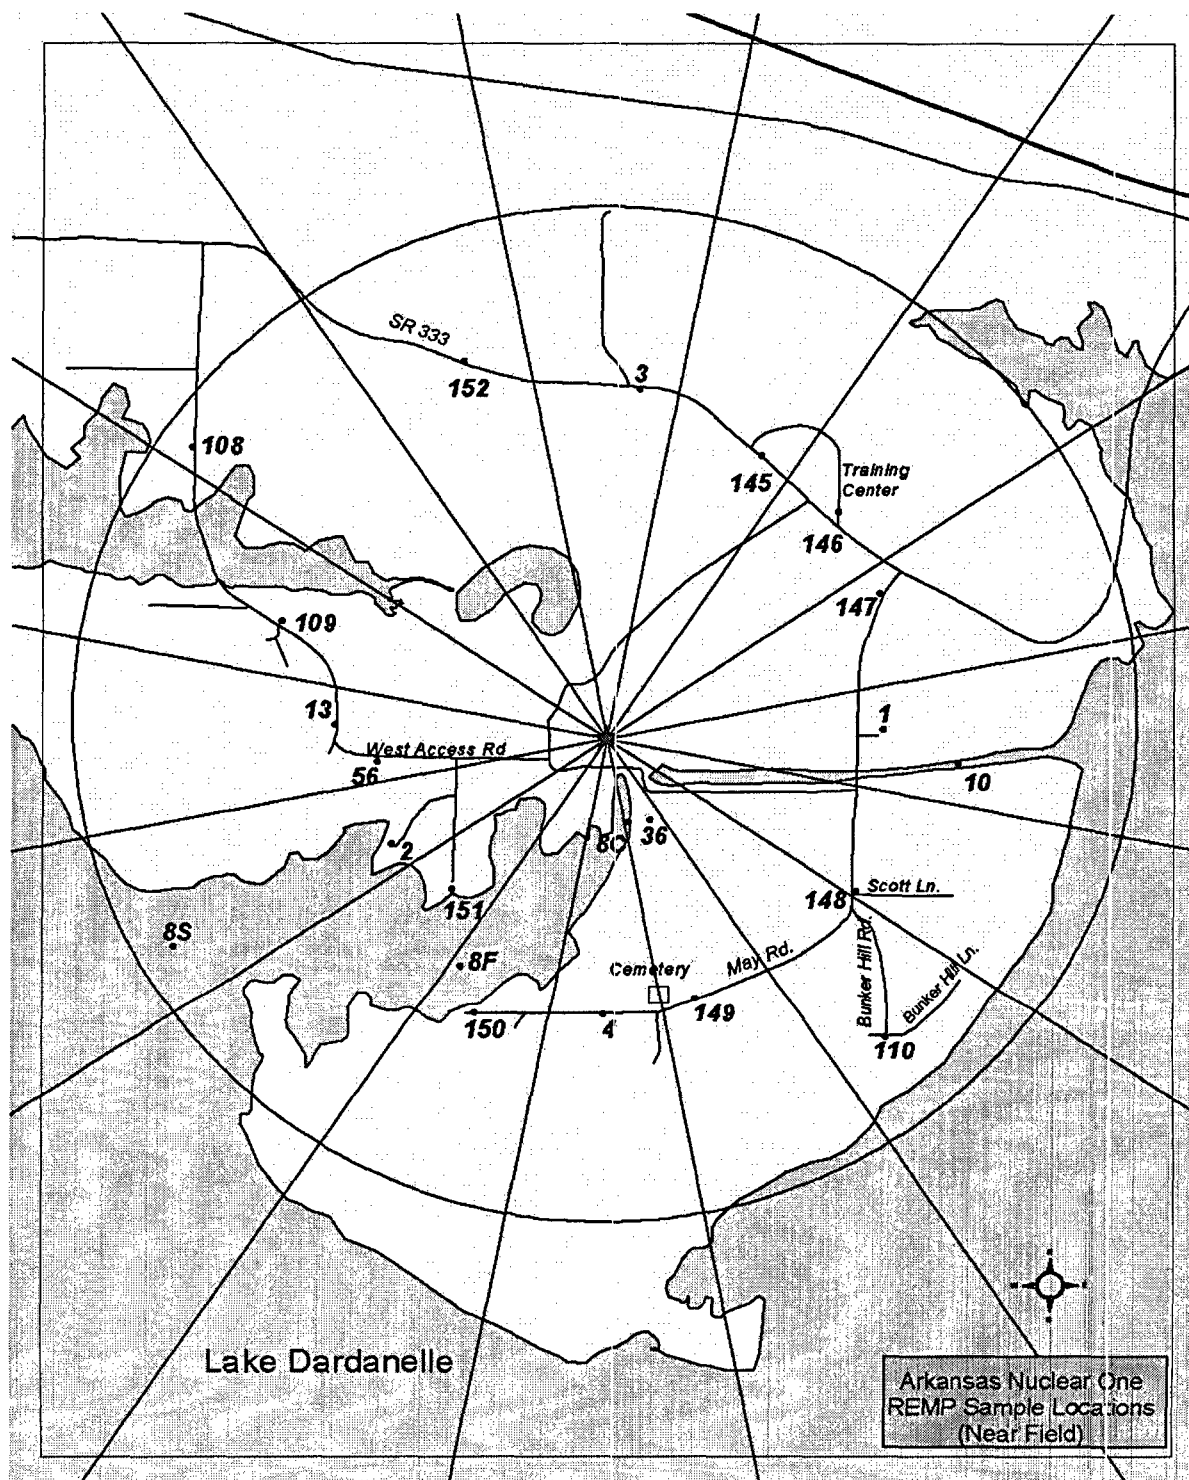 SR 333
152
3
108
145
Training
Center
146
147
109
13
1
West Access Rd
56
10
36
2
148
Scott Ln.
151
8S
8F
Cemetery
May Rd.
Bunker Hill Rd.
Bunker Hill Ln.
150
4
149
110
Lake Dardanelle
Arkansas Nuclear One
REMP Sample Locations
(Near Field)